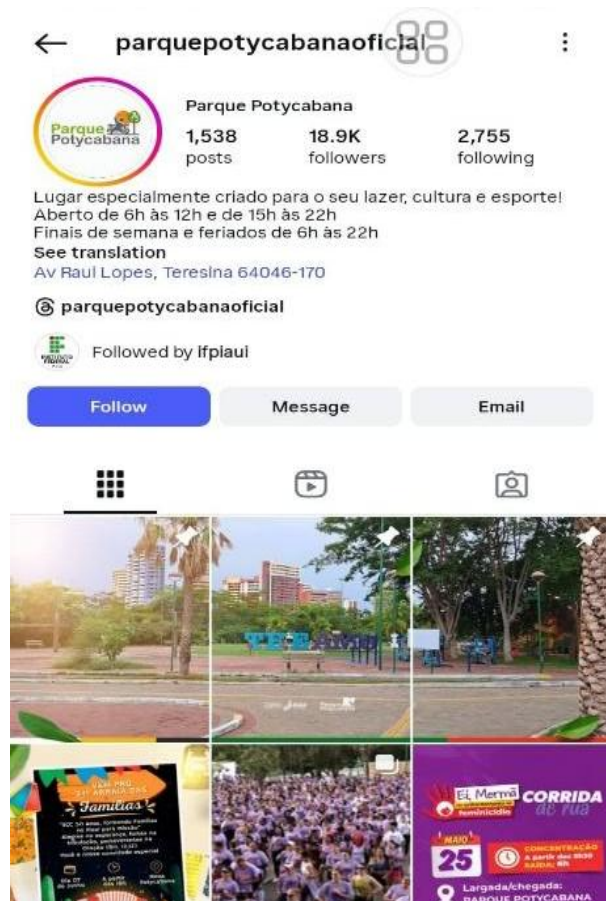 parquepotycabanaoficial
Parque Potycabana
Parque
Potycabana
1,538
posts
18.9K
followers
2,755
following
Lugar especialmente criado para o seu lazer, cultura e esporte!
Aberto de 6h às 12h e de 15h às 22h
Finais de semana e feriados de 6h às 22h
See translation
Av Raul Lopes, Teresina 64046-170
parquepotycabanaoficial
INSTITUTO
FEDERAL
Followed by ifpiaui
Follow
Message
Email
Famílias
Ei, Mermã
feminicídio
CORRIDA
de rua
MAIO
25
CONCENTRAÇÃO
Largada/chegada:
PARQUE POTYCABANA